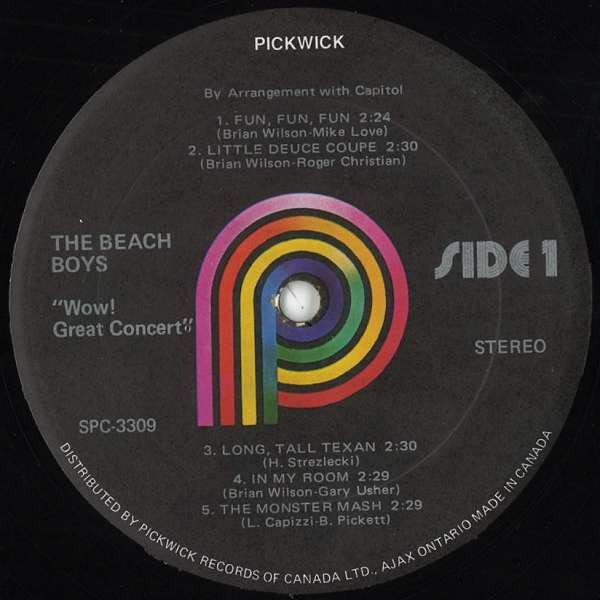 PICKWICK
By Arrangement with Capitol
1. FUN, FUN, FUN 2:24
(Brian Wilson-Mike Love)
2. LITTLE DEUCE COUPE 2:30
(Brian Wilson-Roger Christian)
THE BEACH
BOYS
"Wow!
Great Concert"
SIDE 1
STEREO
SPC-3309
3. LONG, TALL TEXAN 2:30
(H. Strezlecki)
4. IN MY ROOM 2:29
(Brian Wilson-Gary Usher)
5. THE MONSTER MASH 2:29
(L. Capizzi-B. Pickett)
DISTRIBUTED BY PICKWICK RECORDS OF CANADA LTD., AJAX ONTARIO MADE IN CANADA